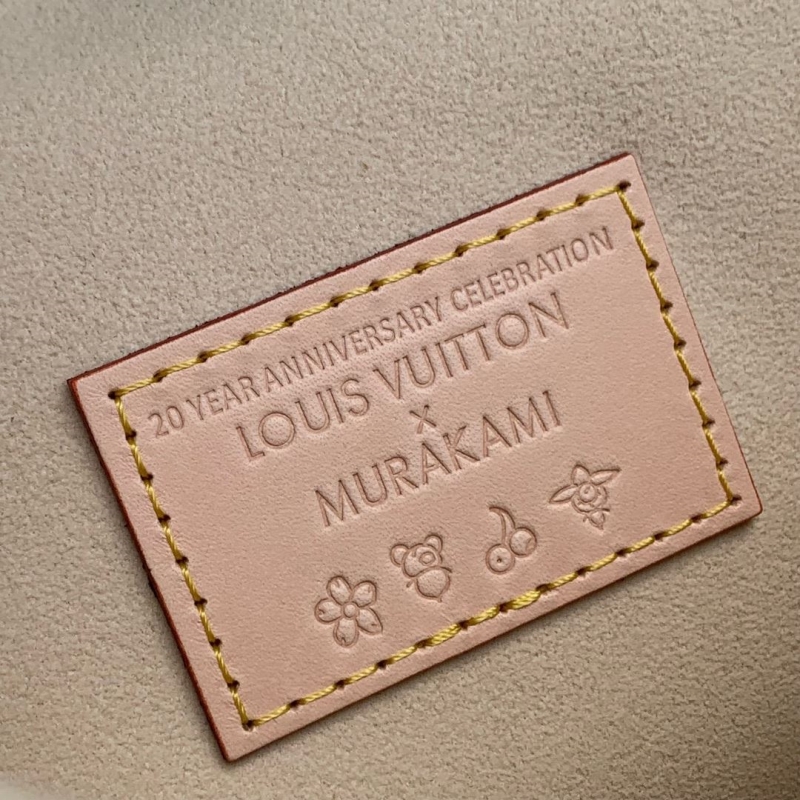 20 YEAR ANNIVERSARY CELEBRATION
LOUIS VUITTON
x
MURAKAMI